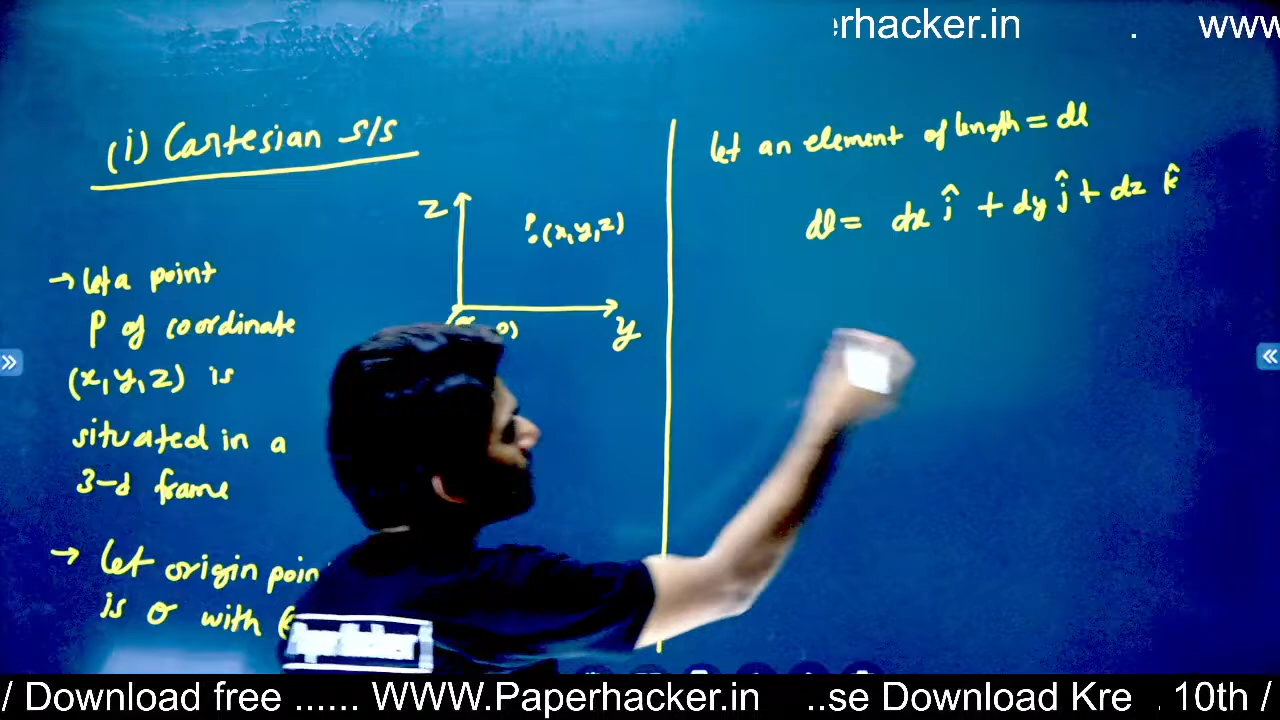 erhacker.in . www
(i) Cartesian S/s
Z
P
(x,y,z)
y
→ let a point
P of coordinate
(x,y,z) is
situated in a
3-d frame
→ let origin poin
is O with
let an element of length = dl
dl = dx î + dy ĵ + dz k̂
/ Download free ...... WWW.Paperhacker.in ..se Download Kre . 10th /